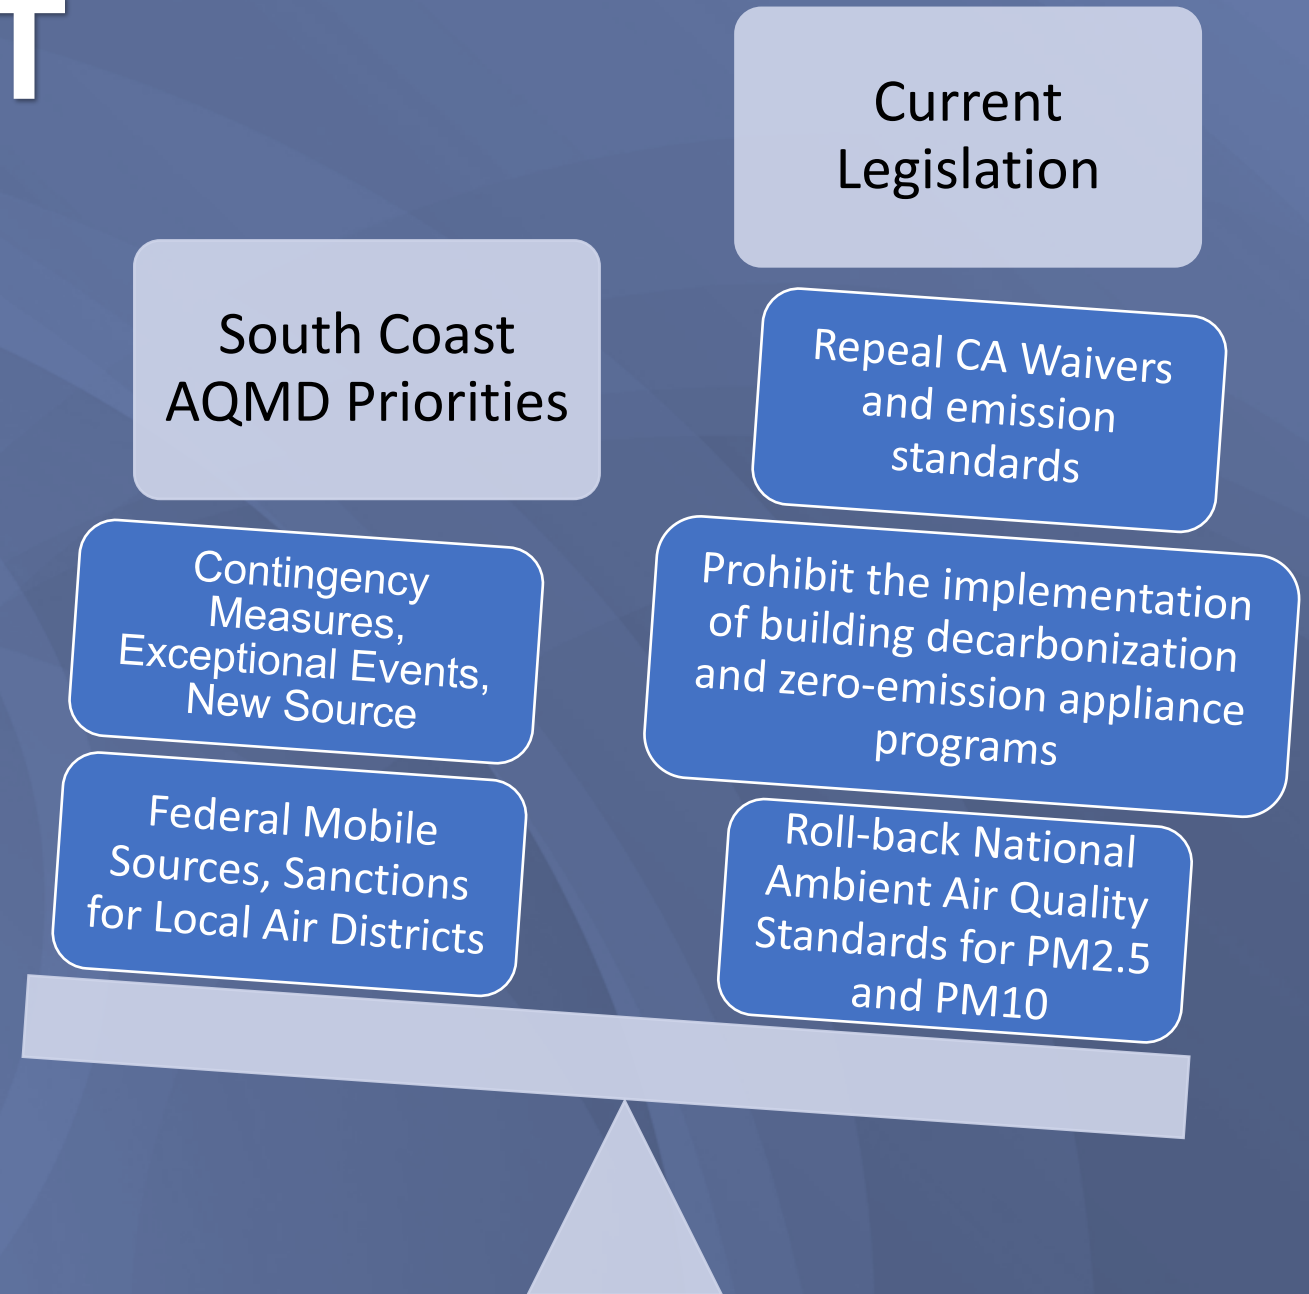 T
South Coast
AQMD Priorities
Contingency
Measures,
Exceptional Events,
New Source
Federal Mobile
Sources, Sanctions
for Local Air Districts
Current
Legislation
Repeal CA Waivers
and emission
standards
Prohibit the implementation
of building decarbonization
and zero-emission appliance
programs
Roll-back National
Ambient Air Quality
Standards for PM2.5
and PM10